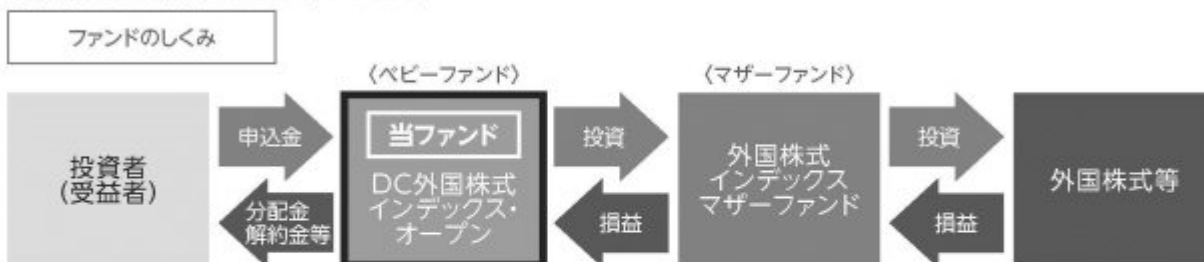 ファンドのしくみ
〈ベビーファンド〉
〈マザーファンド〉
投資者
(受益者)
申込金
分配金
解約金等
当ファンド
DC外国株式
インデックス・
オープン
投資
損益
外国株式
インデックス
マザーファンド
投資
損益
外国株式等